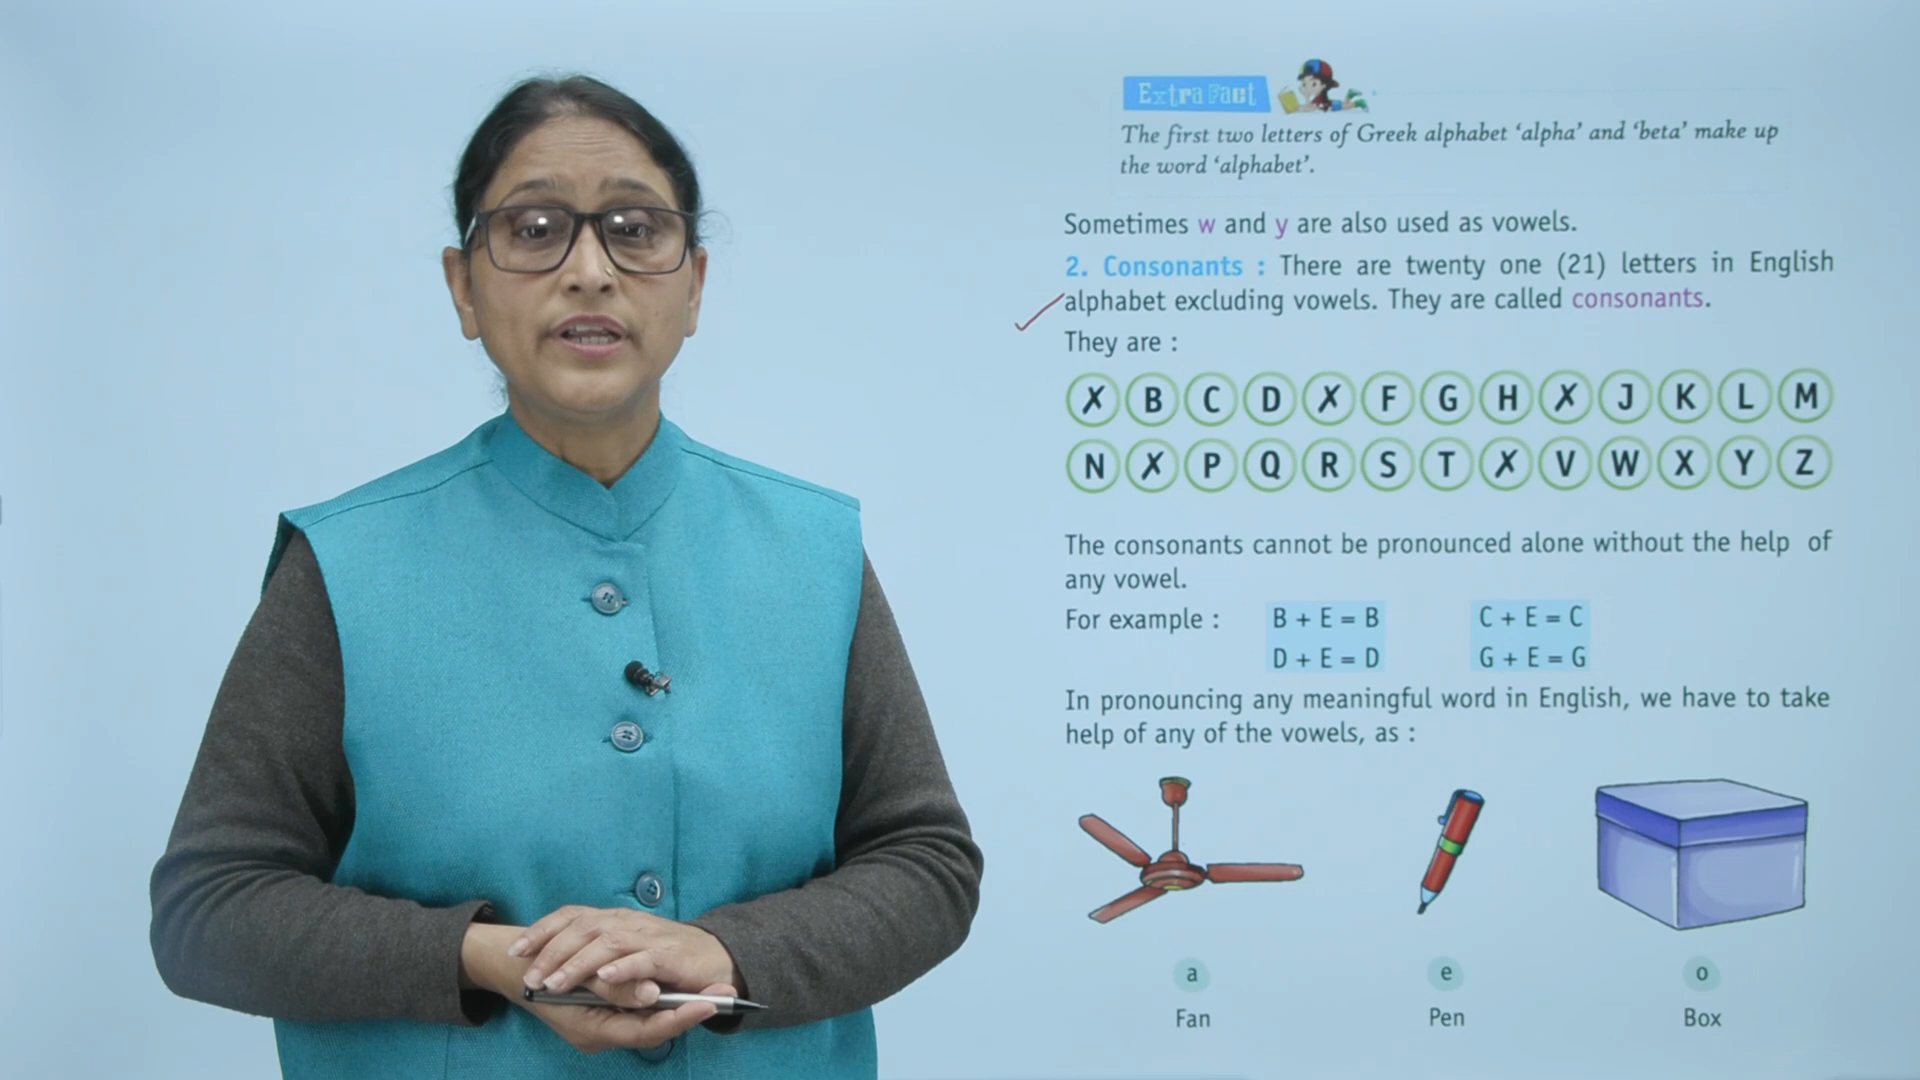 Extra Fact
The first two letters of Greek alphabet ‘alpha’ and ‘beta’ make up
the word ‘alphabet’.
Sometimes w and y are also used as vowels.
2. Consonants : There are twenty one (21) letters in English
alphabet excluding vowels. They are called consonants.
They are :
✗ B C D ✗ F G H ✗ J K L M
N ✗ P Q R S T ✗ V W X Y Z
The consonants cannot be pronounced alone without the help of
any vowel.
For example : B + E = B C + E = C
D + E = D G + E = G
In pronouncing any meaningful word in English, we have to take
help of any of the vowels, as :
a e o
Fan Pen Box